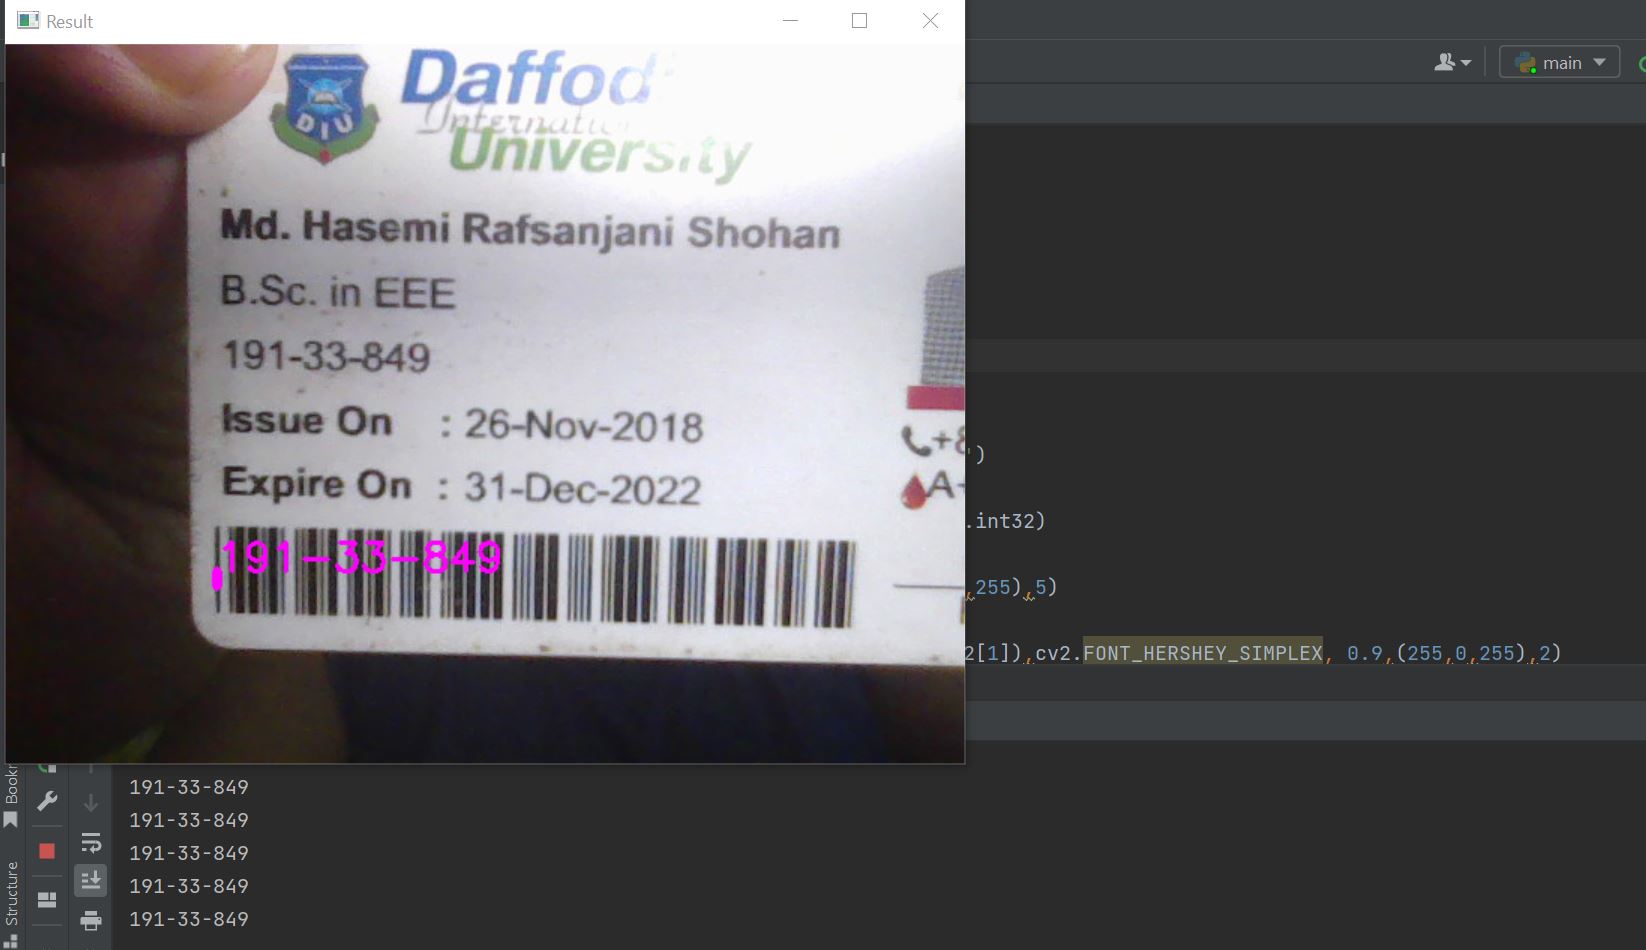 Result
main
DIU
Daffod
Internatio
University
Md. Hasemi Rafsanjani Shohan
B.Sc. in EEE
191-33-849
Issue On : 26-Nov-2018
Expire On : 31-Dec-2022
+8
A+
191-33-849
')
.int32)
,255),5)
2[1]),cv2.FONT_HERSHEY_SIMPLEX, 0.9,(255,0,255),2)
Bookr
Structure
191-33-849
191-33-849
191-33-849
191-33-849
191-33-849